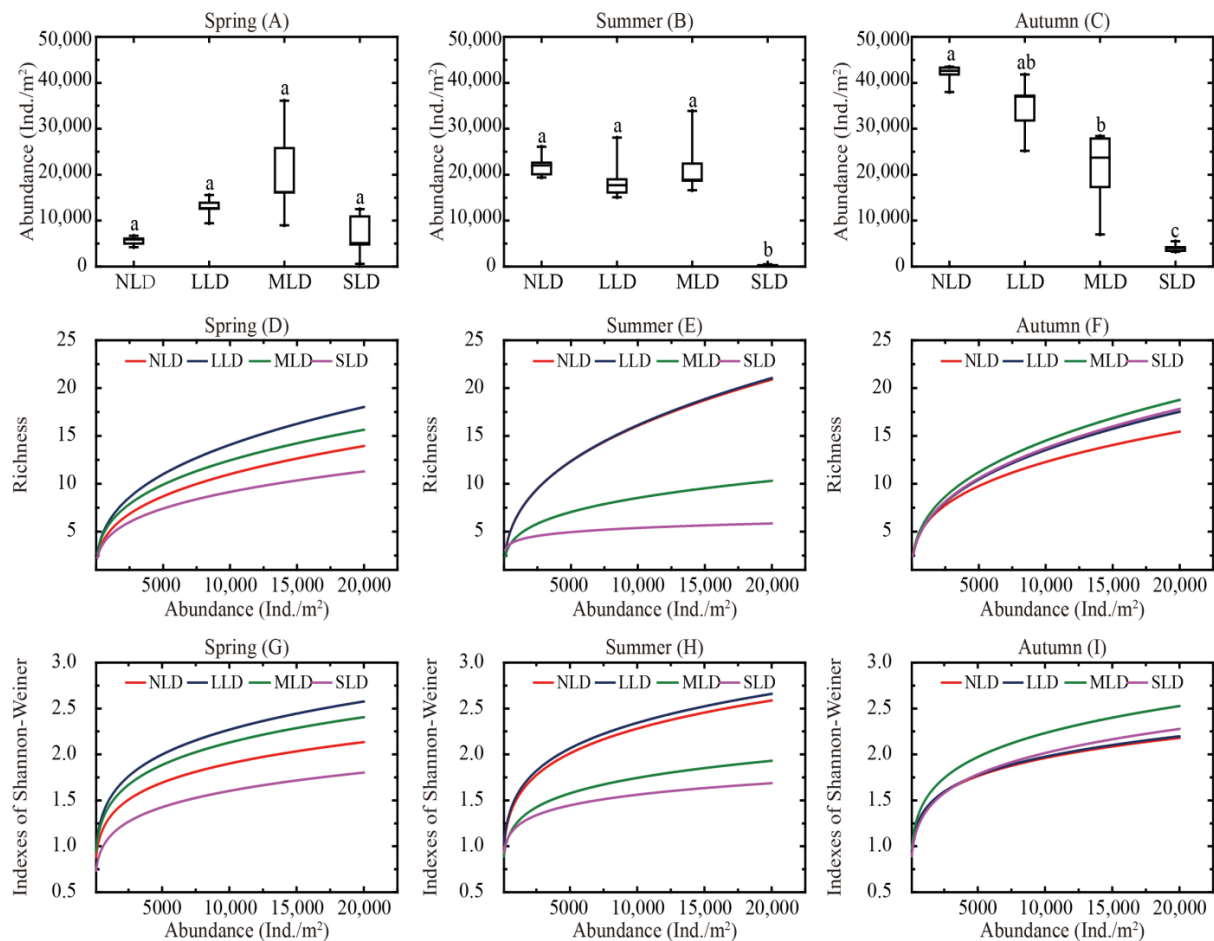 Spring (A)
Summer (B)
Autumn (C)
Abundance (Ind./m²)
50,000
40,000
30,000
20,000
10,000
0
a
a
a
a
NLD
LLD
MLD
SLD
Abundance (Ind./m²)
50,000
40,000
30,000
20,000
10,000
0
a
a
a
b
NLD
LLD
MLD
SLD
Abundance (Ind./m²)
50,000
40,000
30,000
20,000
10,000
0
a
ab
b
c
NLD
LLD
MLD
SLD
Spring (D)
Summer (E)
Autumn (F)
Richness
25
20
15
10
5
NLD LLD MLD SLD
5000 10,000 15,000 20,000
Abundance (Ind./m²)
Richness
25
20
15
10
5
NLD LLD MLD SLD
5000 10,000 15,000 20,000
Abundance (Ind./m²)
Richness
25
20
15
10
5
NLD LLD MLD SLD
5000 10,000 15,000 20,000
Abundance (Ind./m²)
Spring (G)
Summer (H)
Autumn (I)
Indexes of Shannon-Weiner
3.0
2.5
2.0
1.5
1.0
0.5
NLD LLD MLD SLD
5000 10,000 15,000 20,000
Abundance (Ind./m²)
Indexes of Shannon-Weiner
3.0
2.5
2.0
1.5
1.0
0.5
NLD LLD MLD SLD
5000 10,000 15,000 20,000
Abundance (Ind./m²)
Indexes of Shannon-Weiner
3.0
2.5
2.0
1.5
1.0
0.5
NLD LLD MLD SLD
5000 10,000 15,000 20,000
Abundance (Ind./m²)